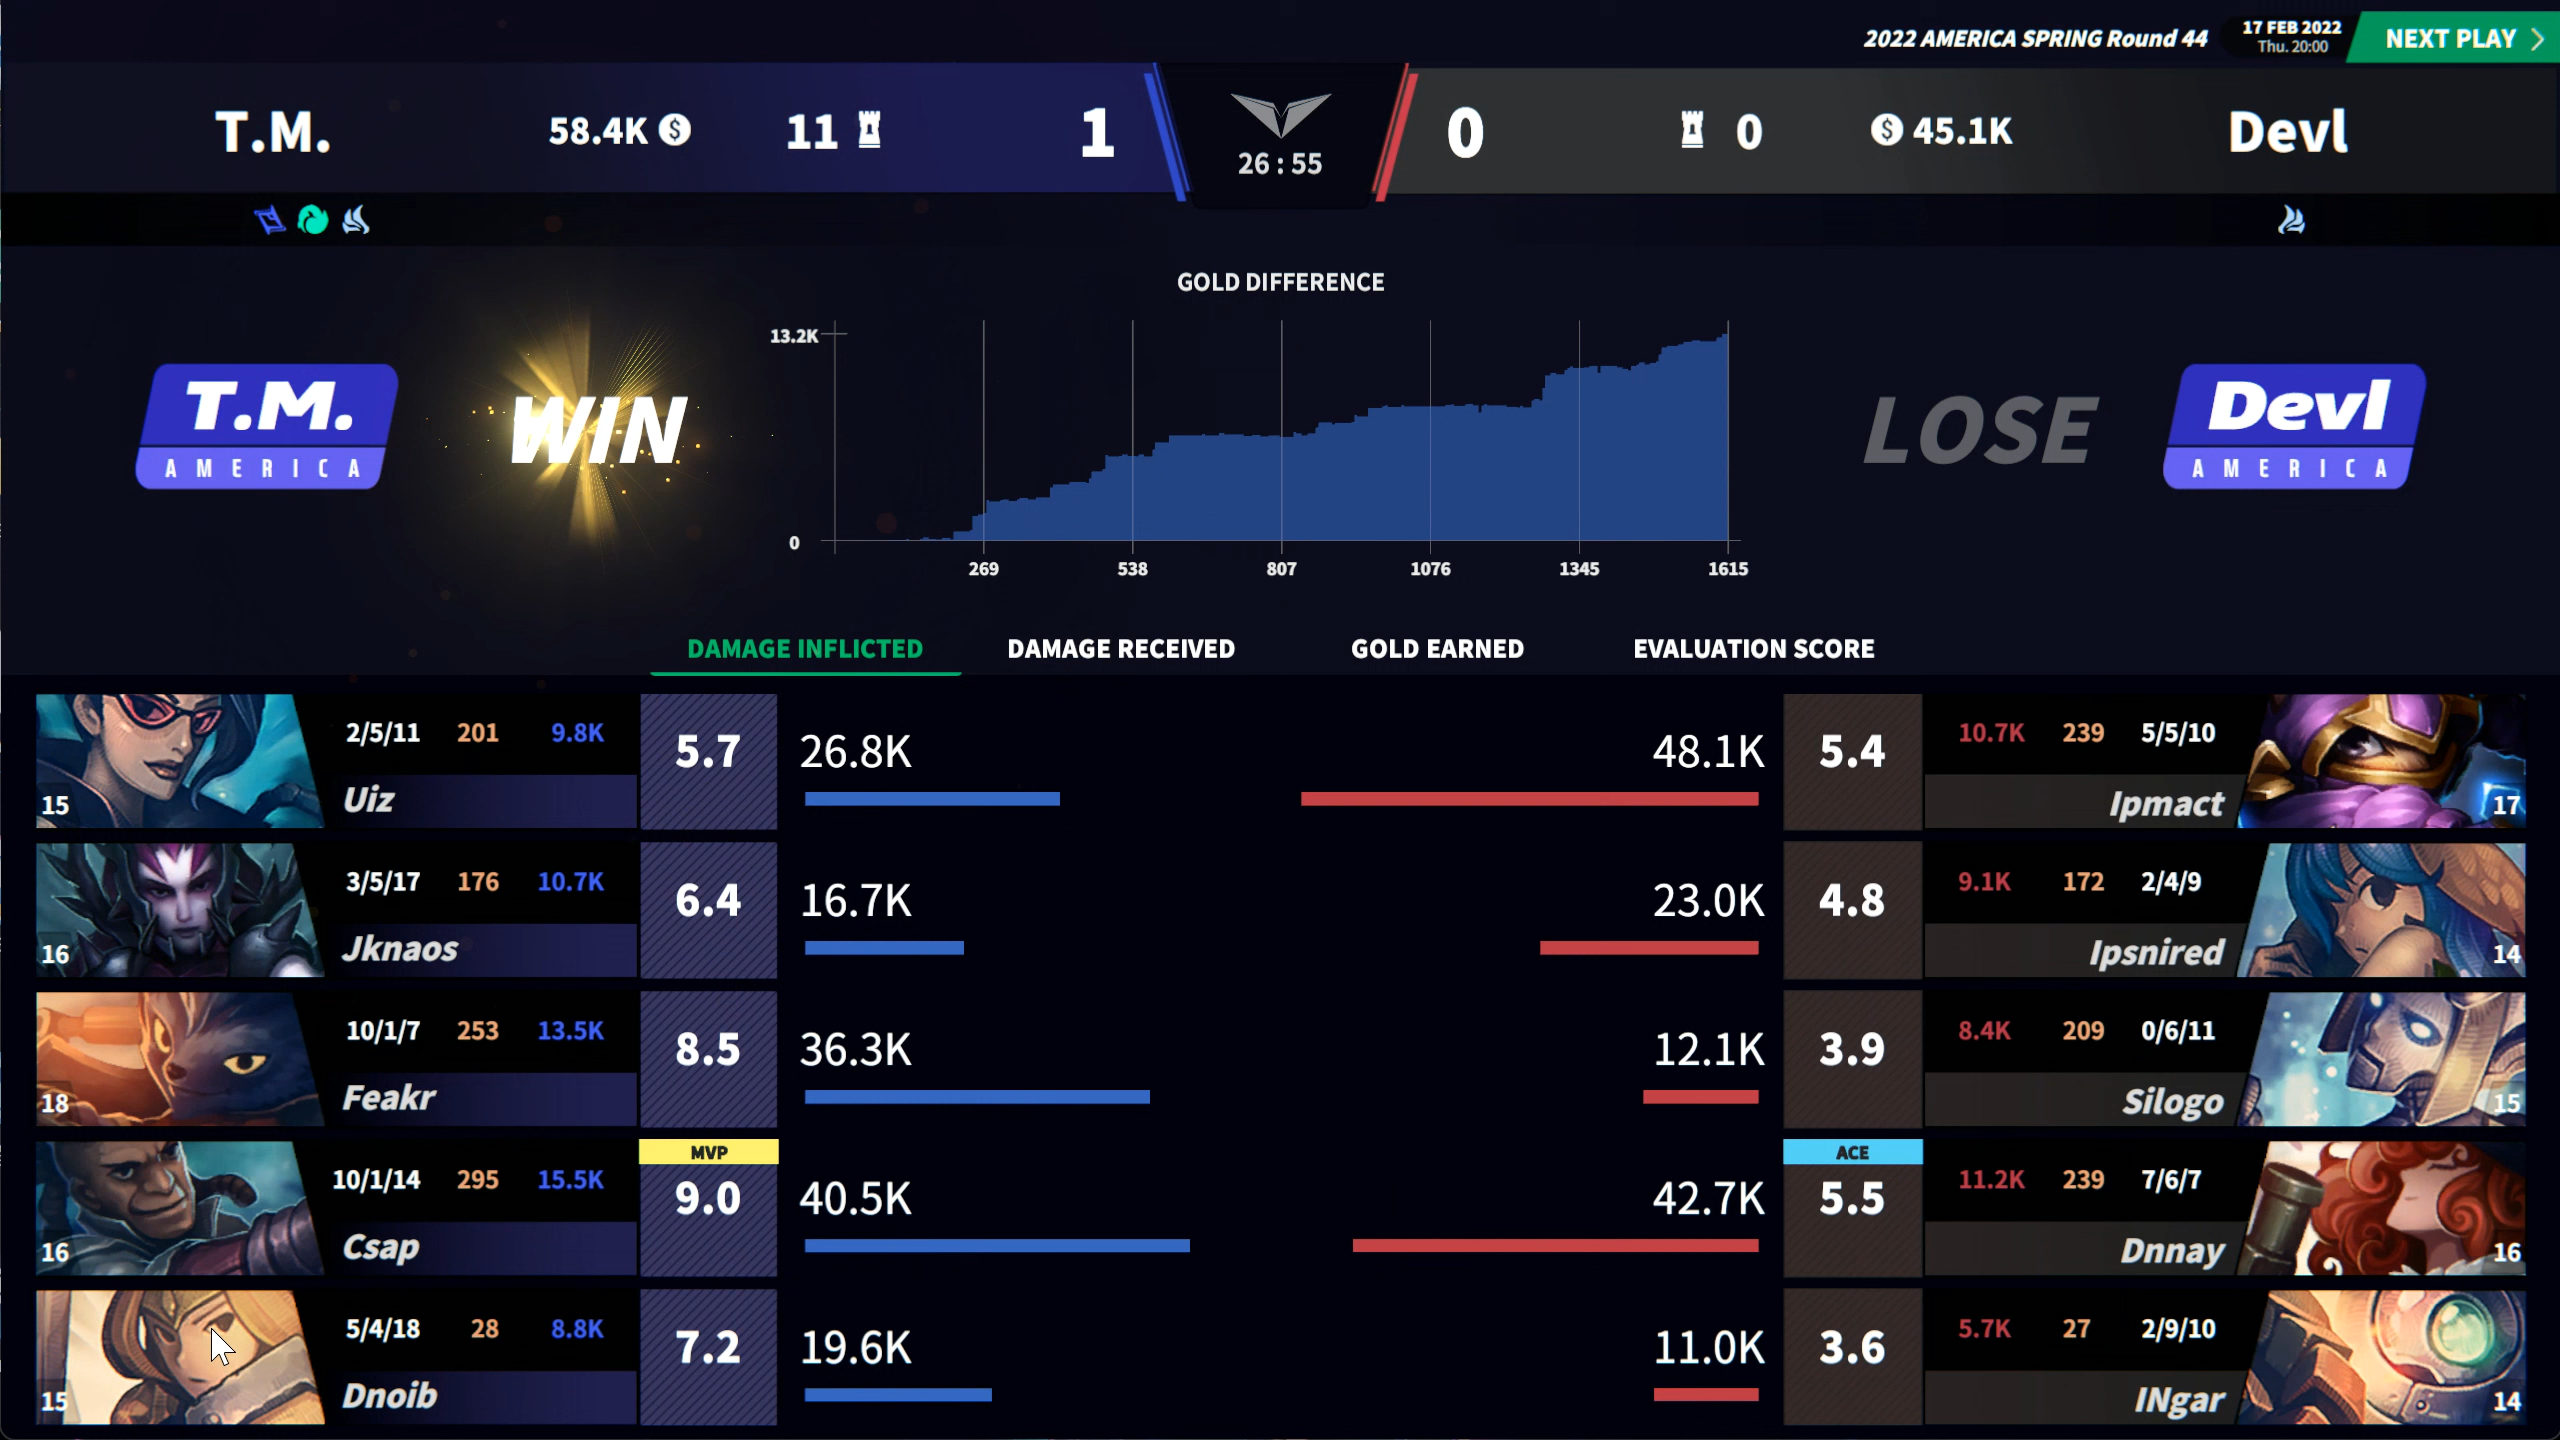 2022 AMERICA SPRING Round 44
17 FEB 2022
Thu. 20:00
NEXT PLAY
T.M.
58.4K
11
1
26 : 55
0
0
45.1K
Devl
GOLD DIFFERENCE
13.2K
0
269 538 807 1076 1345 1615
T.M.
AMERICA
WIN
LOSE
Devl
AMERICA
DAMAGE INFLICTED DAMAGE RECEIVED GOLD EARNED EVALUATION SCORE
15 2/5/11 201 9.8K
Uiz
5.7 26.8K 48.1K 5.4
10.7K 239 5/5/10
Ipmact
17
16 3/5/17 176 10.7K
Jknaos
6.4 16.7K 23.0K 4.8
9.1K 172 2/4/9
Ipsnired
14
18 10/1/7 253 13.5K
Feakr
8.5 36.3K 12.1K 3.9
8.4K 209 0/6/11
Silogo
15
16 10/1/14 295 15.5K
Csap
MVP
9.0 40.5K 42.7K
ACE
5.5
11.2K 239 7/6/7
Dnnay
16
15 5/4/18 28 8.8K
Dnoib
7.2 19.6K 11.0K 3.6
5.7K 27 2/9/10
INgar
14